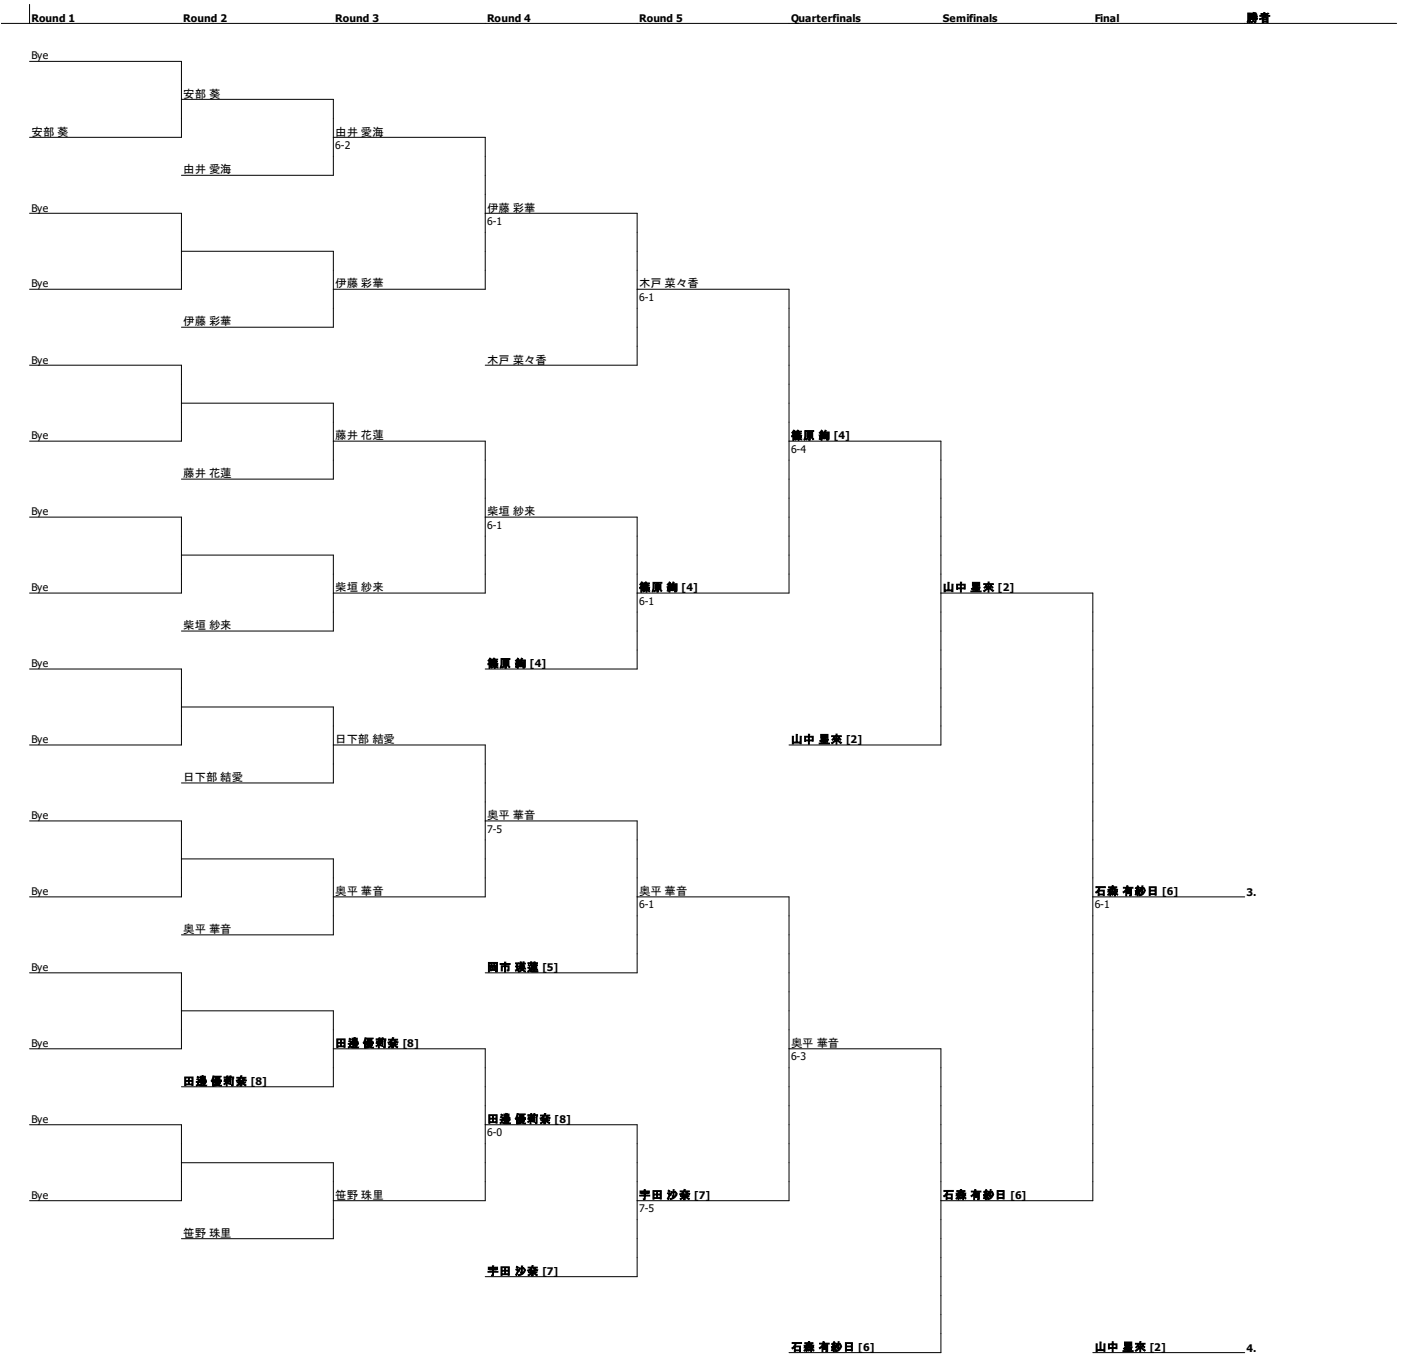 Round 1 Round 2 Round 3 Round 4 Round 5 Quarterfinals Semifinals Final 勝者
Bye
安部 葵
安部 葵 由井 愛海
6-2
由井 愛海
Bye 伊藤 彩華
6-1
Bye 伊藤 彩華 木戸 菜々香
6-1
伊藤 彩華
Bye 木戸 菜々香
Bye 藤井 花蓮 篠原 絢 [4]
6-4
藤井 花蓮
Bye 柴垣 紗来
6-1
Bye 柴垣 紗来 篠原 絢 [4] 山中 星来 [2]
6-1
柴垣 紗来
Bye 篠原 絢 [4]
Bye 日下部 結愛 山中 星来 [2]
日下部 結愛
Bye 奥平 華音
7-5
Bye 奥平 華音 奥平 華音 石森 有紗日 [6] 3.
6-1 6-1
奥平 華音
Bye 岡市 瑛蓮 [5]
Bye 田邊 優莉奈 [8] 奥平 華音
6-3
田邊 優莉奈 [8]
Bye 田邊 優莉奈 [8]
6-0
Bye 笹野 珠里 宇田 沙奈 [7] 石森 有紗日 [6]
7-5
笹野 珠里
宇田 沙奈 [7]
石森 有紗日 [6] 山中 星来 [2] 4.